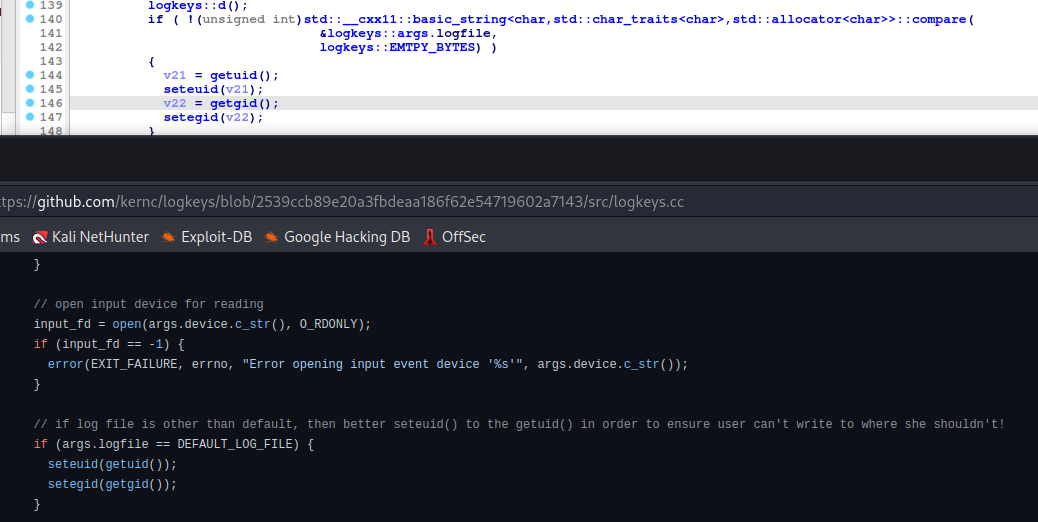 139 logkeys::d();
140 if ( !(unsigned int)std::__cxx11::basic_string<char,std::char_traits<char>,std::allocator<char>>::compare(
141 &logkeys::args.logfile,
142 logkeys::EMTPY_BYTES) )
143 {
144 v21 = getuid();
145 seteuid(v21);
146 v22 = getgid();
147 setegid(v22);
148 }
ttps://github.com/kernc/logkeys/blob/2539ccb89e20a3fbdeaa186f62e54719602a7143/src/logkeys.cc
ms Kali NetHunter Exploit-DB Google Hacking DB OffSec
}
// open input device for reading
input_fd = open(args.device.c_str(), O_RDONLY);
if (input_fd == -1) {
error(EXIT_FAILURE, errno, "Error opening input event device '%s'", args.device.c_str());
}
// if log file is other than default, then better seteuid() to the getuid() in order to ensure user can't write to where she shouldn't!
if (args.logfile == DEFAULT_LOG_FILE) {
seteuid(getuid());
setegid(getgid());
}